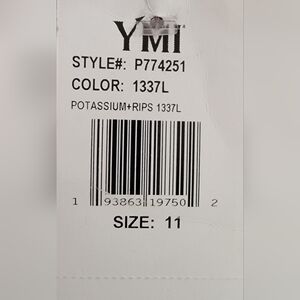 YMI
STYLE#: P774251
COLOR: 1337L
POTASSIUM+RIPS 1337L
1 93863 19750 2
SIZE: 11